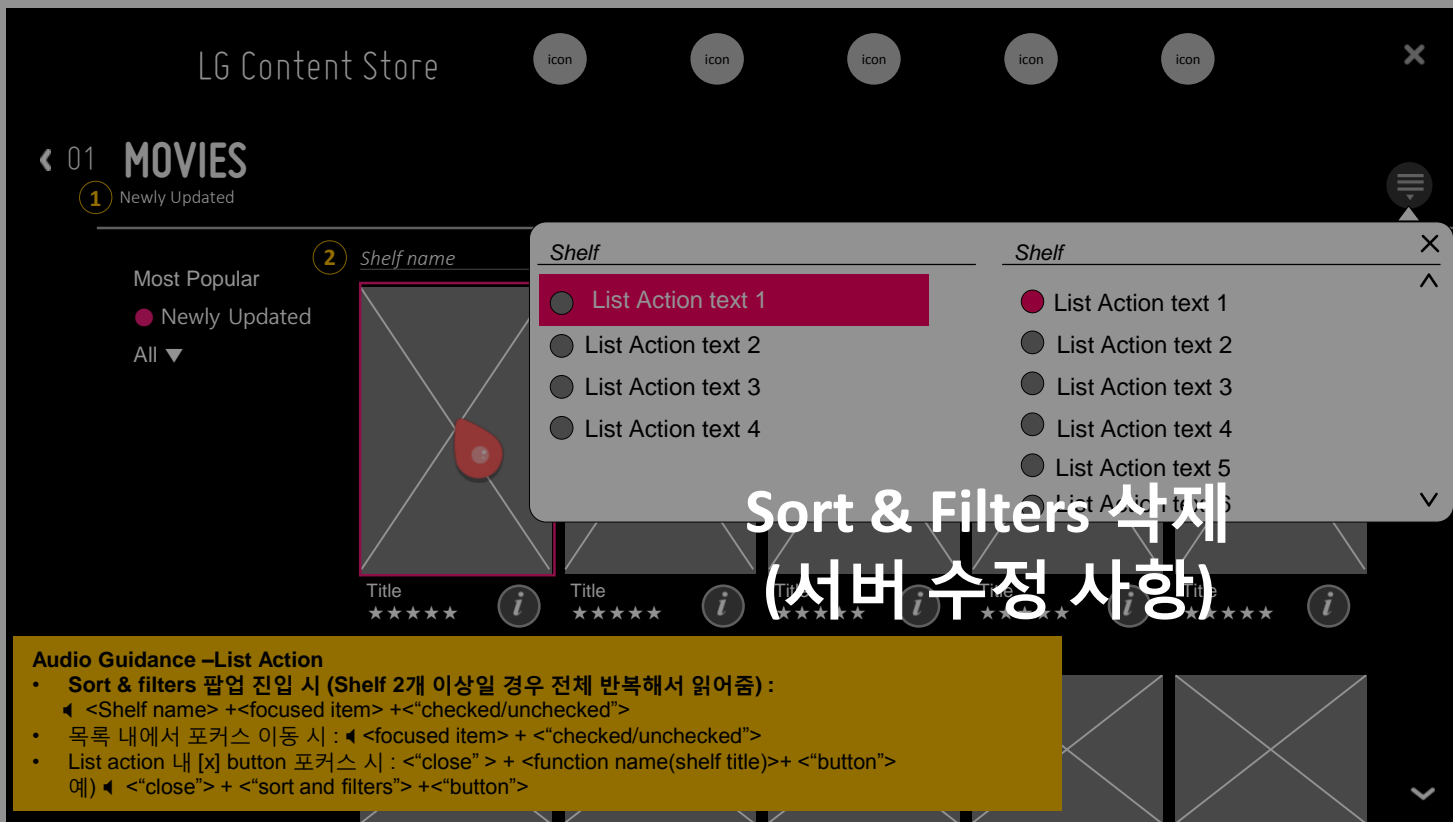 LG Content Store
icon
icon
icon
icon
icon
01 MOVIES
1 Newly Updated
Most Popular
Newly Updated
All ▼
2 Shelf name
Shelf
List Action text 1
List Action text 2
List Action text 3
List Action text 4
Shelf
List Action text 1
List Action text 2
List Action text 3
List Action text 4
List Action text 5
List Action text 6
Sort & Filters 삭제
(서버 수정 사항)
Title
★★★★★
Title
★★★★★
Title
★★★★★
Title
★★★★★
Title
★★★★★
Audio Guidance –List Action
• Sort & filters 팝업 진입 시 (Shelf 2개 이상일 경우 전체 반복해서 읽어줌) :
<Shelf name> +<focused item> +<“checked/unchecked”>
• 목록 내에서 포커스 이동 시 : <focused item> + <“checked/unchecked”>
• List action 내 [x] button 포커스 시 : <“close” > + <function name(shelf title)>+ <“button”>
예) <“close”> + <“sort and filters”> +<“button”>